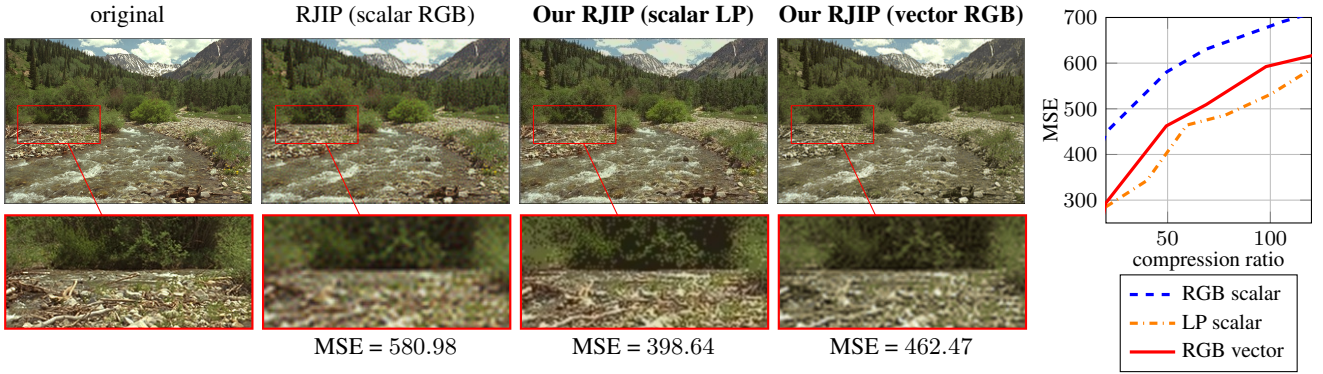 original
RJIP (scalar RGB)
Our RJIP (scalar LP)
Our RJIP (vector RGB)
MSE = 580.98
MSE = 398.64
MSE = 462.47
700
600
500
400
300
MSE
50
100
compression ratio
RGB scalar
LP scalar
RGB vector